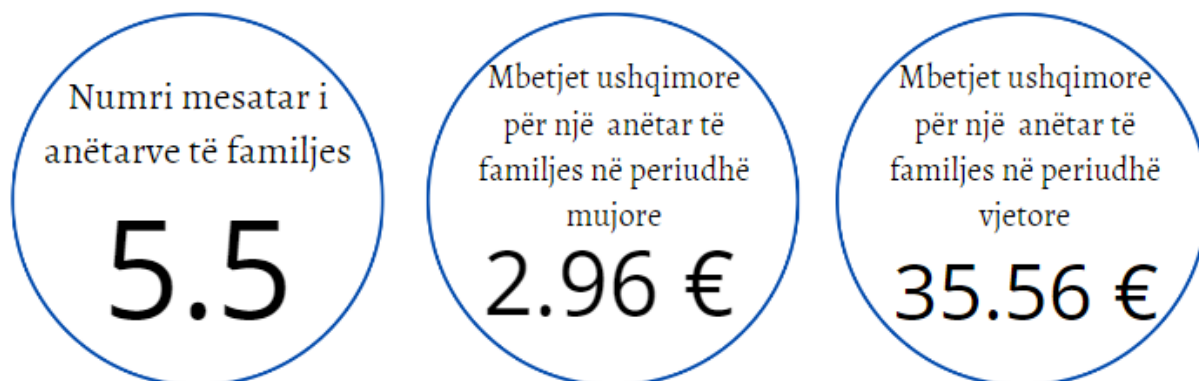 Numri mesatar i
anëtarve të familjes
5.5
Mbetjet ushqimore
për një anëtar të
familjes në periudhë
mujore
2.96 €
Mbetjet ushqimore
për një anëtar të
familjes në periudhë
vjetore
35.56 €